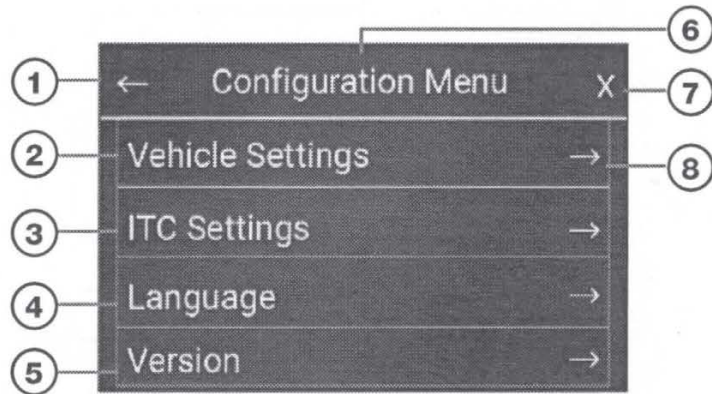 6
1 ← Configuration Menu X 7
2 Vehicle Settings → 8
3 ITC Settings →
4 Language →
5 Version →